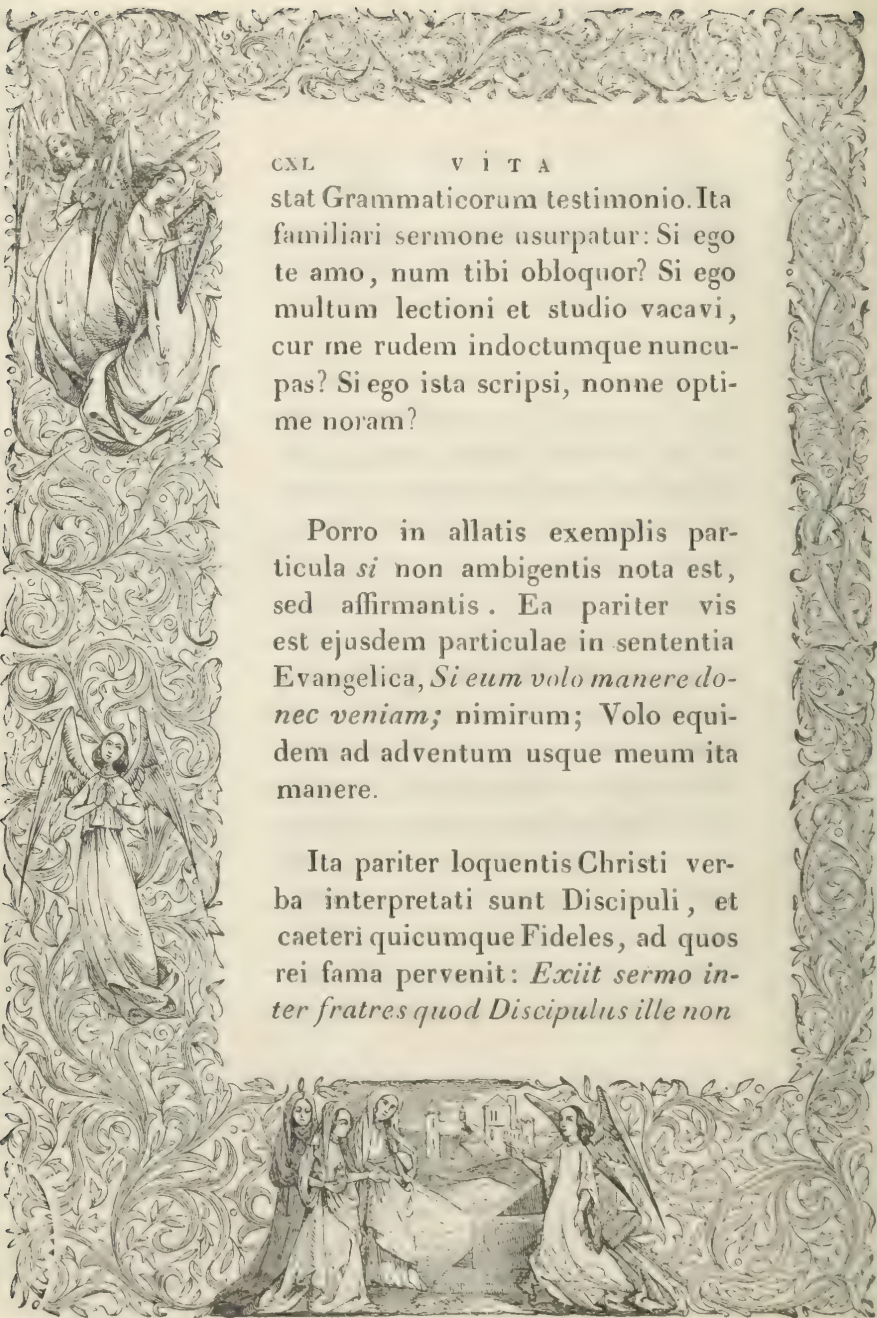 CXL VITA
stat Grammaticorum testimonio. Ita
familiari sermone usurpatur: Si ego
te amo, num tibi obloquor? Si ego
multum lectioni et studio vacavi,
cur me rudem indoctumque nuncu-
pas? Si ego ista scripsi, nonne opti-
me noram?
Porro in allatis exemplis par-
ticula si non ambigentis nota est,
sed affirmantis. Ea pariter vis
est ejusdem particulae in sententia
Evangelica, Si eum volo manere do-
nec veniam; nimirum; Volo equi-
dem ad adventum usque meum ita
manere.
Ita pariter loquentis Christi ver-
ba interpretati sunt Discipuli, et
caeteri quicumque Fideles, ad quos
rei fama pervenit: Exiit sermo in-
ter fratres quod Discipulus ille non